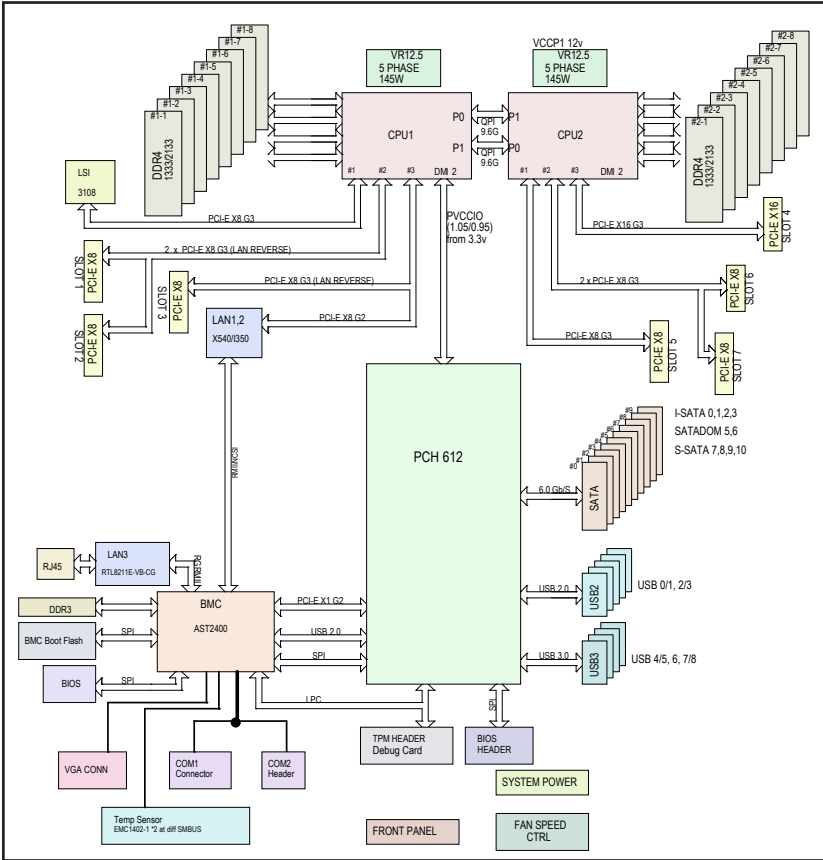 #1-8
#1-7
#1-6
#1-5
#1-4
#1-3
#1-2
#1-1
DDR4
1333/2133
VR12.5
5 PHASE
145W
VCCP1 12v
VR12.5
5 PHASE
145W
#2-8
#2-7
#2-6
#2-5
#2-4
#2-3
#2-2
#2-1
DDR4
1333/2133
CPU1
P0
P1
#1
#2
#3
DMI 2
QPI
9.6G
QPI
9.6G
P1
P0
CPU2
#1
#2
#3
DMI 2
LSI
3108
PCI-E X8 G3
PVCCIO
(1.05/0.95)
from 3.3v
PCI-E X16 G3
PCI-E X16
SLOT 4
2 x PCI-E X8 G3 (LAN REVERSE)
PCI-E X8
SLOT 1
PCI-E X8 G3 (LAN REVERSE)
PCI-E X8
SLOT 3
2 x PCI-E X8 G3
PCI-E X8
SLOT 6
PCI-E X8
SLOT 2
LAN1,2
X540/I350
PCI-E X8 G2
PCI-E X8 G3
PCI-E X8
SLOT 5
PCI-E X8
SLOT 7
PCH 612
#9
#8
#7
#6
#5
#4
#3
#2
#1
#0
SATA
6.0 Gb/S
I-SATA 0,1,2,3
SATADOM 5,6
S-SATA 7,8,9,10
RMII/NCSI
RJ45
LAN3
RTL8211E-VB-CG
RGRMII
DDR3
BMC
AST2400
PCI-E X1 G2
USB 2.0
USB2
USB 0/1, 2/3
BMC Boot Flash
SPI
USB 2.0
SPI
USB 3.0
USB3
USB 4/5, 6, 7/8
BIOS
SPI
LPC
SPI
TPM HEADER
Debug Card
BIOS
HEADER
VGA CONN
COM1
Connector
COM2
Header
SYSTEM POWER
Temp Sensor
EMC1402-1 *2 at diff SMBUS
FRONT PANEL
FAN SPEED
CTRL